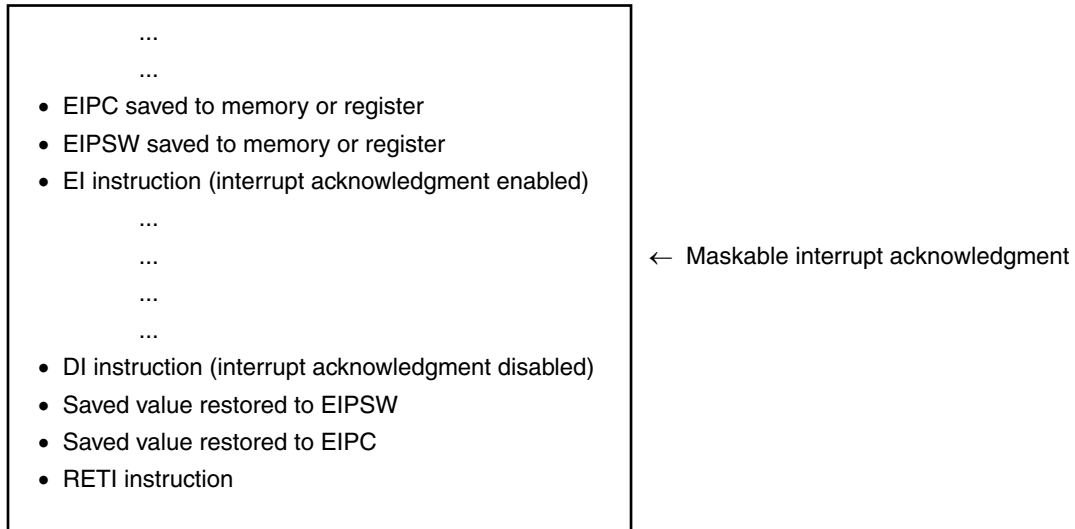 ...
...
• EIPC saved to memory or register
• EIPSW saved to memory or register
• EI instruction (interrupt acknowledgment enabled)
...
...
← Maskable interrupt acknowledgment
...
...
• DI instruction (interrupt acknowledgment disabled)
• Saved value restored to EIPSW
• Saved value restored to EIPC
• RETI instruction